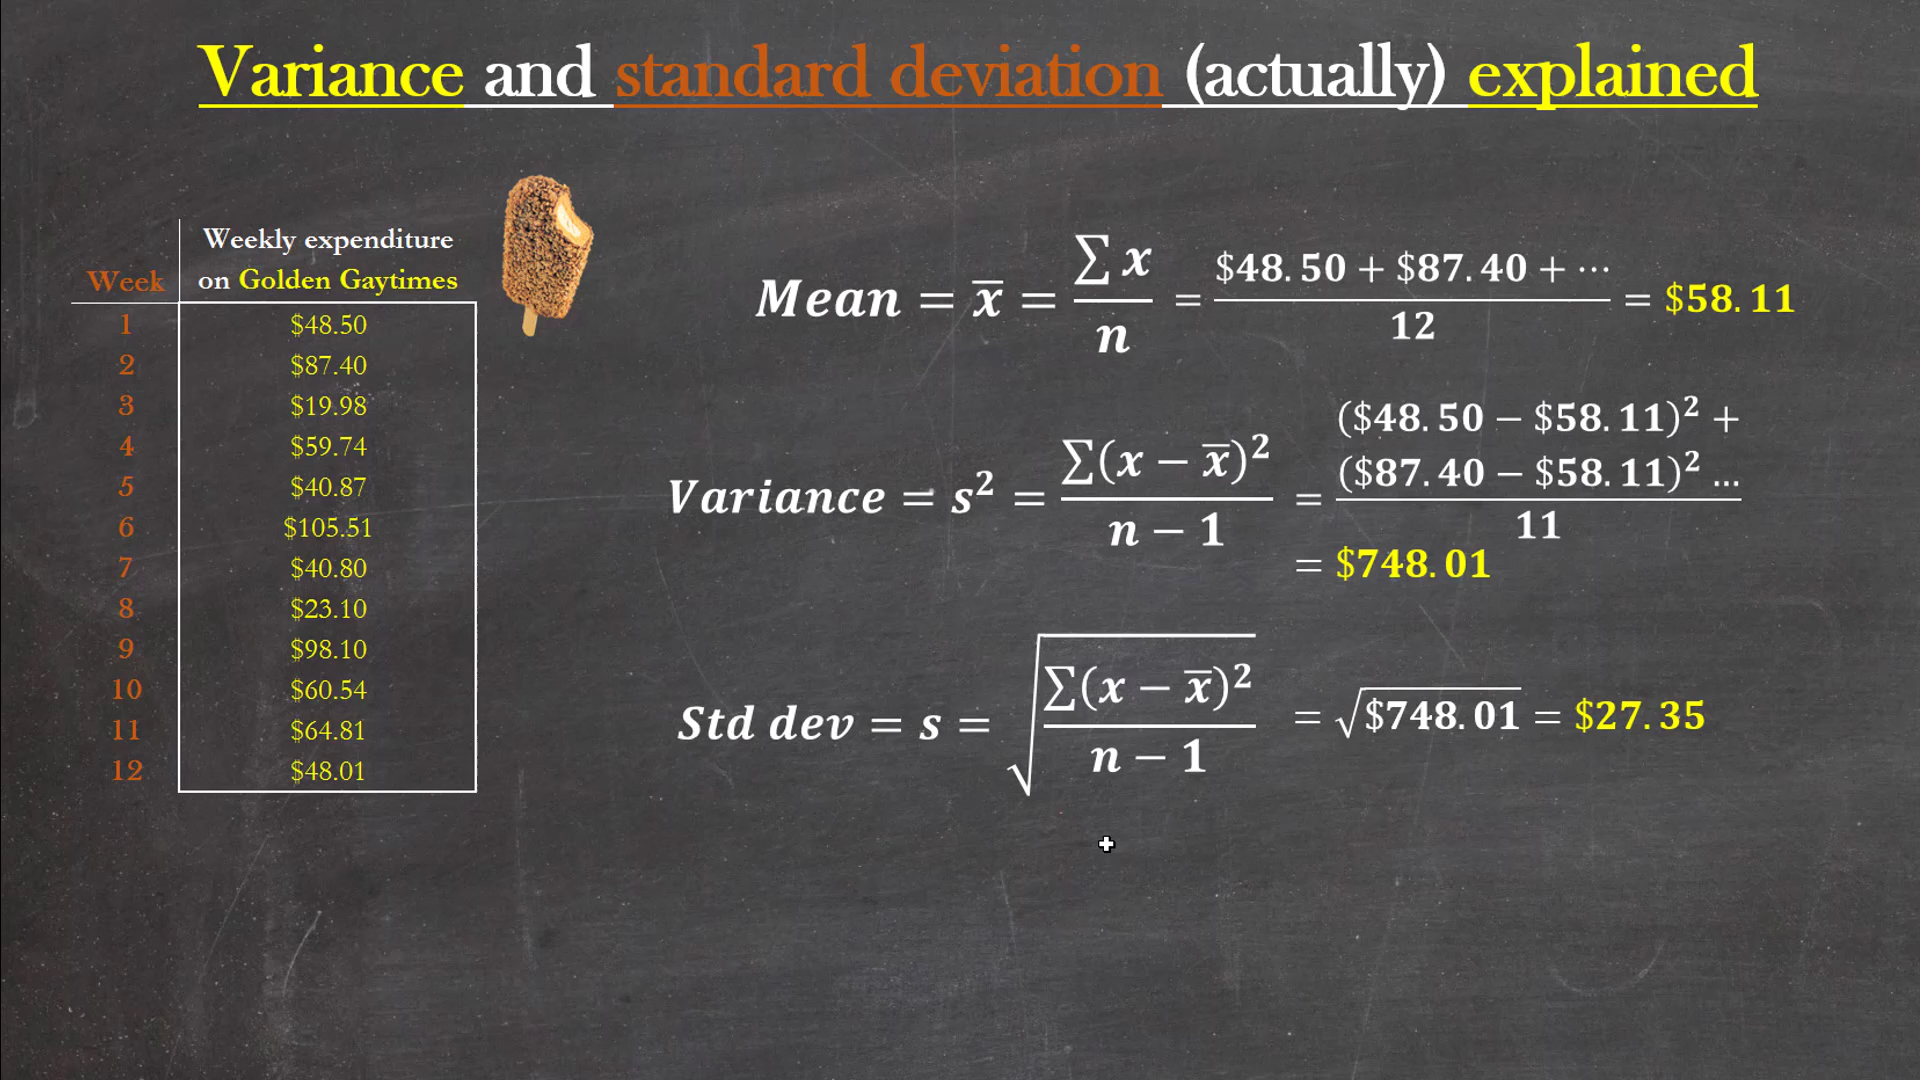 Variance and standard deviation (actually) explained
Weekly expenditure
Week on Golden Gaytimes
1 $48.50
2 $87.40
3 $19.98
4 $59.74
5 $40.87
6 $105.51
7 $40.80
8 $23.10
9 $98.10
10 $60.54
11 $64.81
12 $48.01
Mean = x̅ = ∑x / n = $48.50 + $87.40 + ⋯ / 12 = $58.11
Variance = s² = ∑(x − x̅)² / n − 1 = ($48.50 − $58.11)² +
($87.40 − $58.11)² ... / 11
= $748.01
Std dev = s = √(∑(x − x̅)² / n − 1) = √$748.01 = $27.35